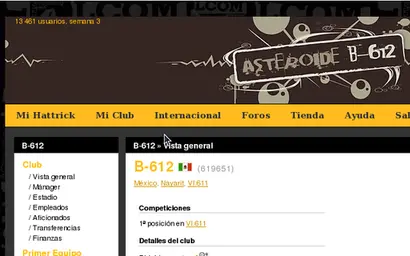 13 461 usuarios. semana 3
ASTEROIDE B-612
Mi Hattrick Mi Club Internacional Foros Tienda Ayuda Sal
B-612
Club
/ Vista general
/ Mánager
/ Estadio
/ Empleados
/ Aficionados
/ Transferencias
/ Finanzas
Primer Equipo
B-612 » Vista general
B-612 (619651)
México, Nayarit, VI.611
Competiciones
1ª posición en VI.611
Detalles del club